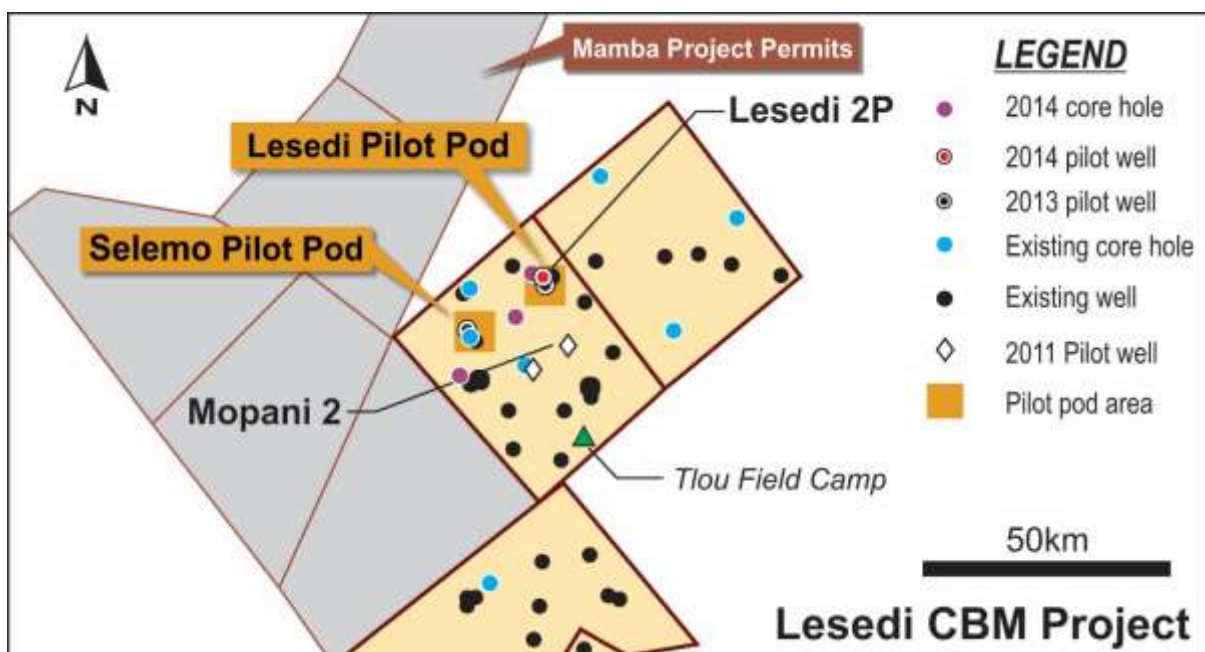 Mamba Project Permits
N
Lesedi 2P
Lesedi Pilot Pod
Selemo Pilot Pod
Mopani 2
Tlou Field Camp
LEGEND
2014 core hole
2014 pilot well
2013 pilot well
Existing core hole
Existing well
2011 Pilot well
Pilot pod area
50km
Lesedi CBM Project